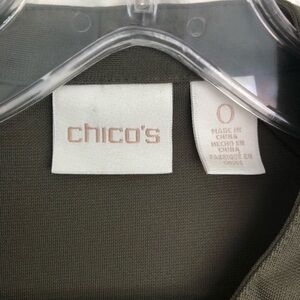 chico's
0
MADE IN
CHINA
HECHO EN
CHINA
FABRIQUÉ EN
CHINE